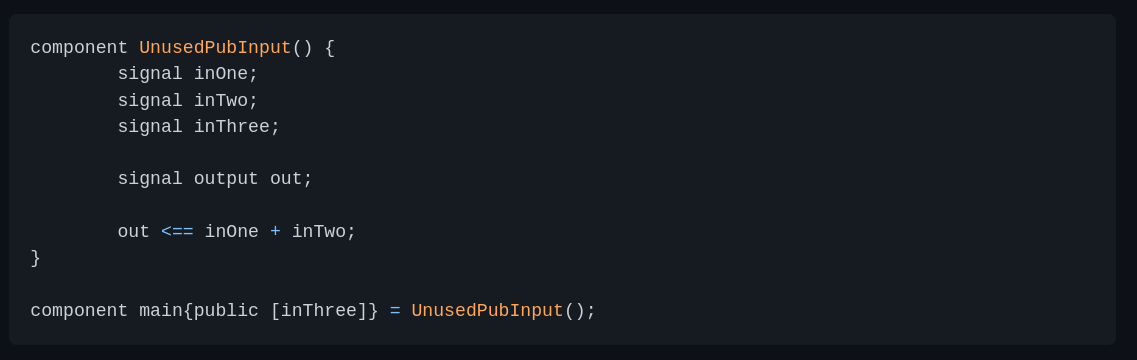 component UnusedPubInput() {
        signal inOne;
        signal inTwo;
        signal inThree;

        signal output out;

        out <== inOne + inTwo;
}

component main{public [inThree]} = UnusedPubInput();